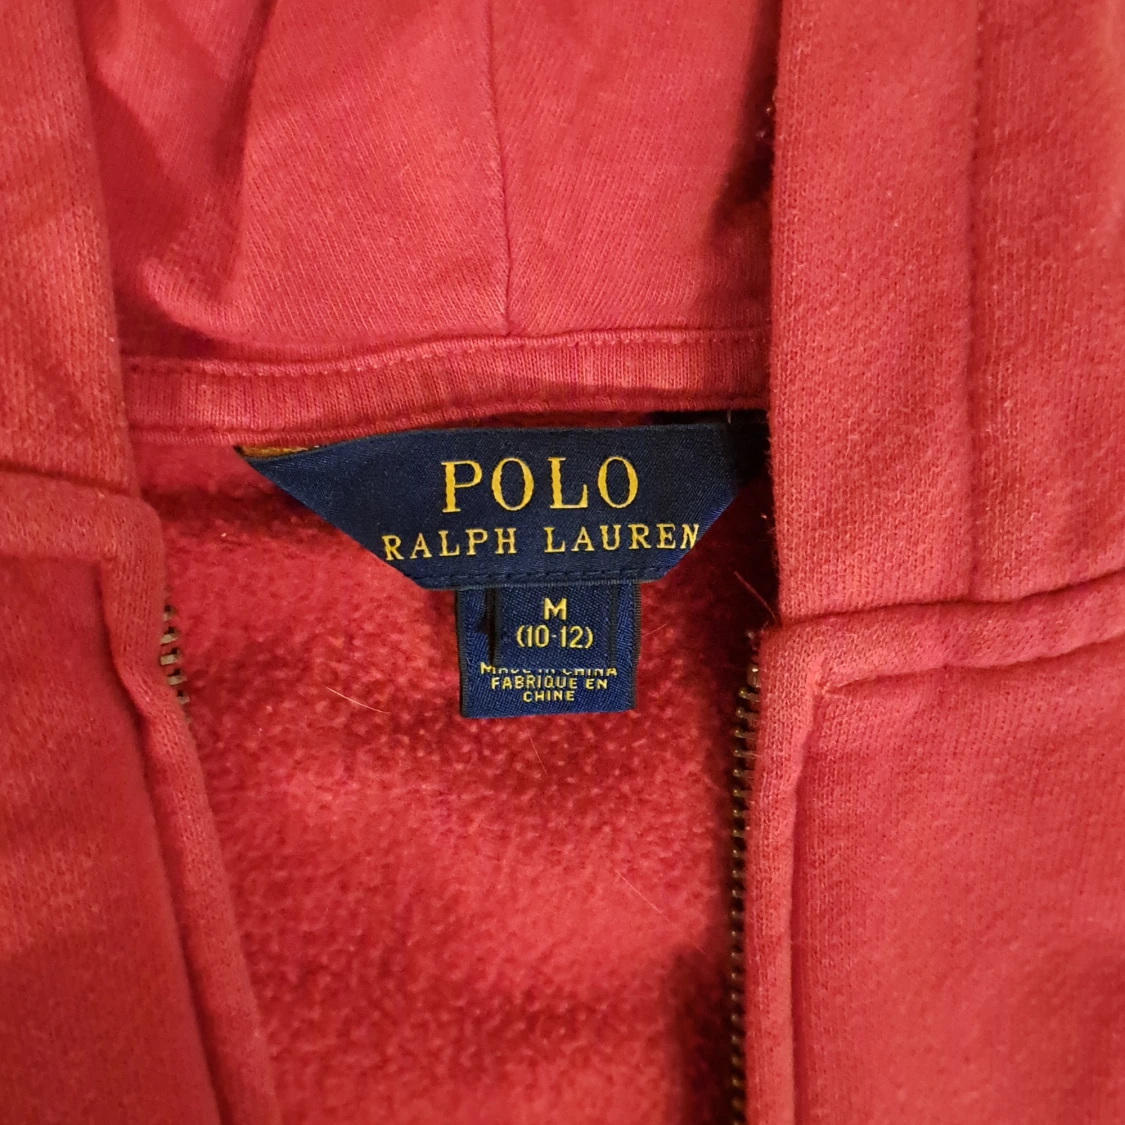 POLO
RALPH LAUREN
M
(10-12)
MADE IN CHINA
FABRIQUE EN
CHINE